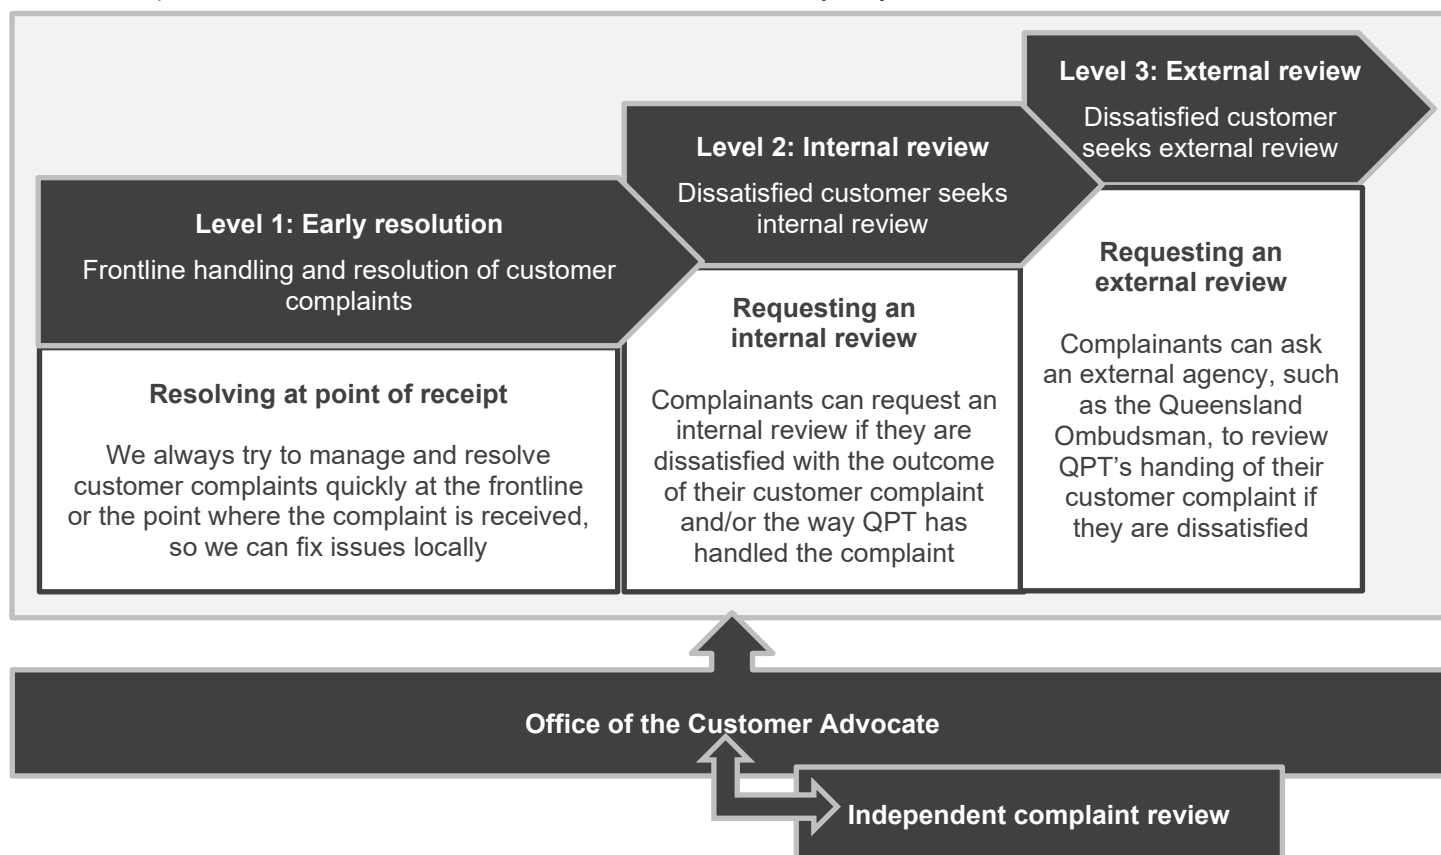 Level 1: Early resolution
Frontline handling and resolution of customer
complaints
Resolving at point of receipt
We always try to manage and resolve
customer complaints quickly at the frontline
or the point where the complaint is received,
so we can fix issues locally
Level 2: Internal review
Dissatisfied customer seeks
internal review
Requesting an
internal review
Complainants can request an
internal review if they are
dissatisfied with the outcome
of their customer complaint
and/or the way QPT has
handled the complaint
Level 3: External review
Dissatisfied customer
seeks external review
Requesting an
external review
Complainants can ask
an external agency, such
as the Queensland
Ombudsman, to review
QPT’s handing of their
customer complaint if
they are dissatisfied
Office of the Customer Advocate
Independent complaint review